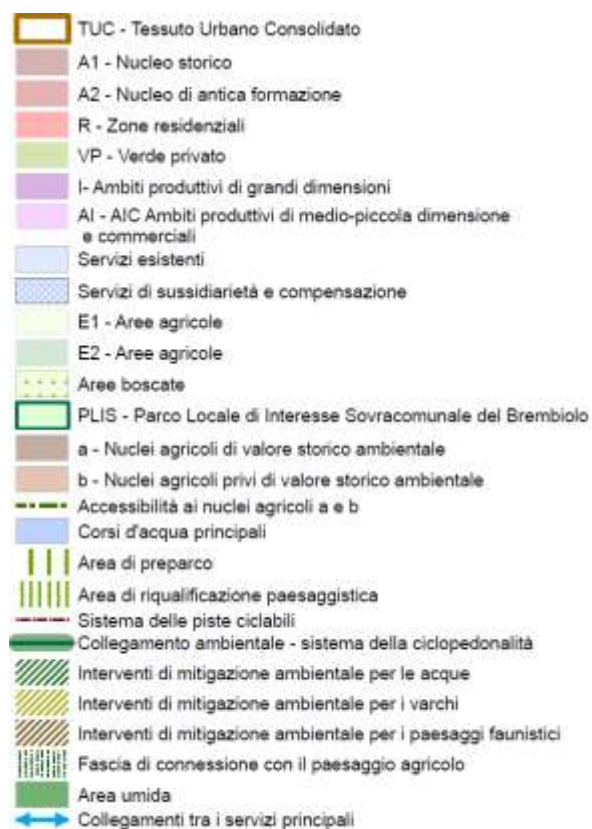 TUC - Tessuto Urbano Consolidato
A1 - Nucleo storico
A2 - Nucleo di antica formazione
R - Zone residenziali
VP - Verde privato
I- Ambiti produttivi di grandi dimensioni
AI - AIC Ambiti produttivi di medio-piccola dimensione
e commerciali
Servizi esistenti
Servizi di sussidiarietà e compensazione
E1 - Aree agricole
E2 - Aree agricole
Aree boscate
PLIS - Parco Locale di Interesse Sovracomunale del Brembiolo
a - Nuclei agricoli di valore storico ambientale
b - Nuclei agricoli privi di valore storico ambientale
Accessibilità ai nuclei agricoli a e b
Corsi d'acqua principali
Area di preparco
Area di riqualificazione paesaggistica
Sistema delle piste ciclabili
Collegamento ambientale - sistema della ciclopedonalità
Interventi di mitigazione ambientale per le acque
Interventi di mitigazione ambientale per i varchi
Interventi di mitigazione ambientale per i paesaggi faunistici
Fascia di connessione con il paesaggio agricolo
Area umida
Collegamenti tra i servizi principali